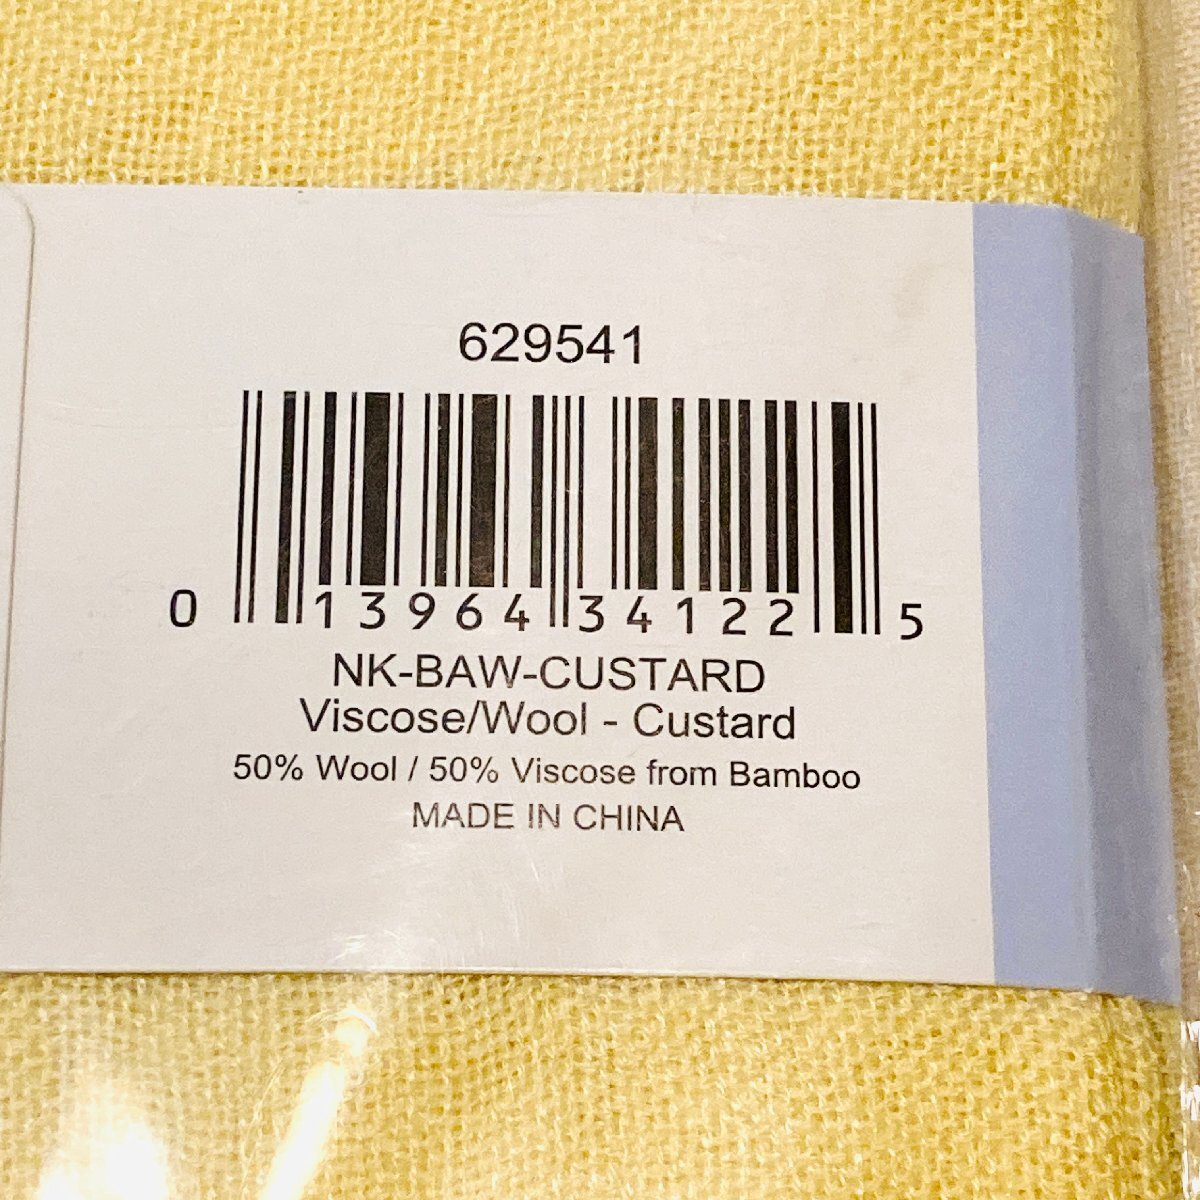 629541
0 13964 34122 5
NK-BAW-CUSTARD
Viscose/Wool - Custard
50% Wool / 50% Viscose from Bamboo
MADE IN CHINA